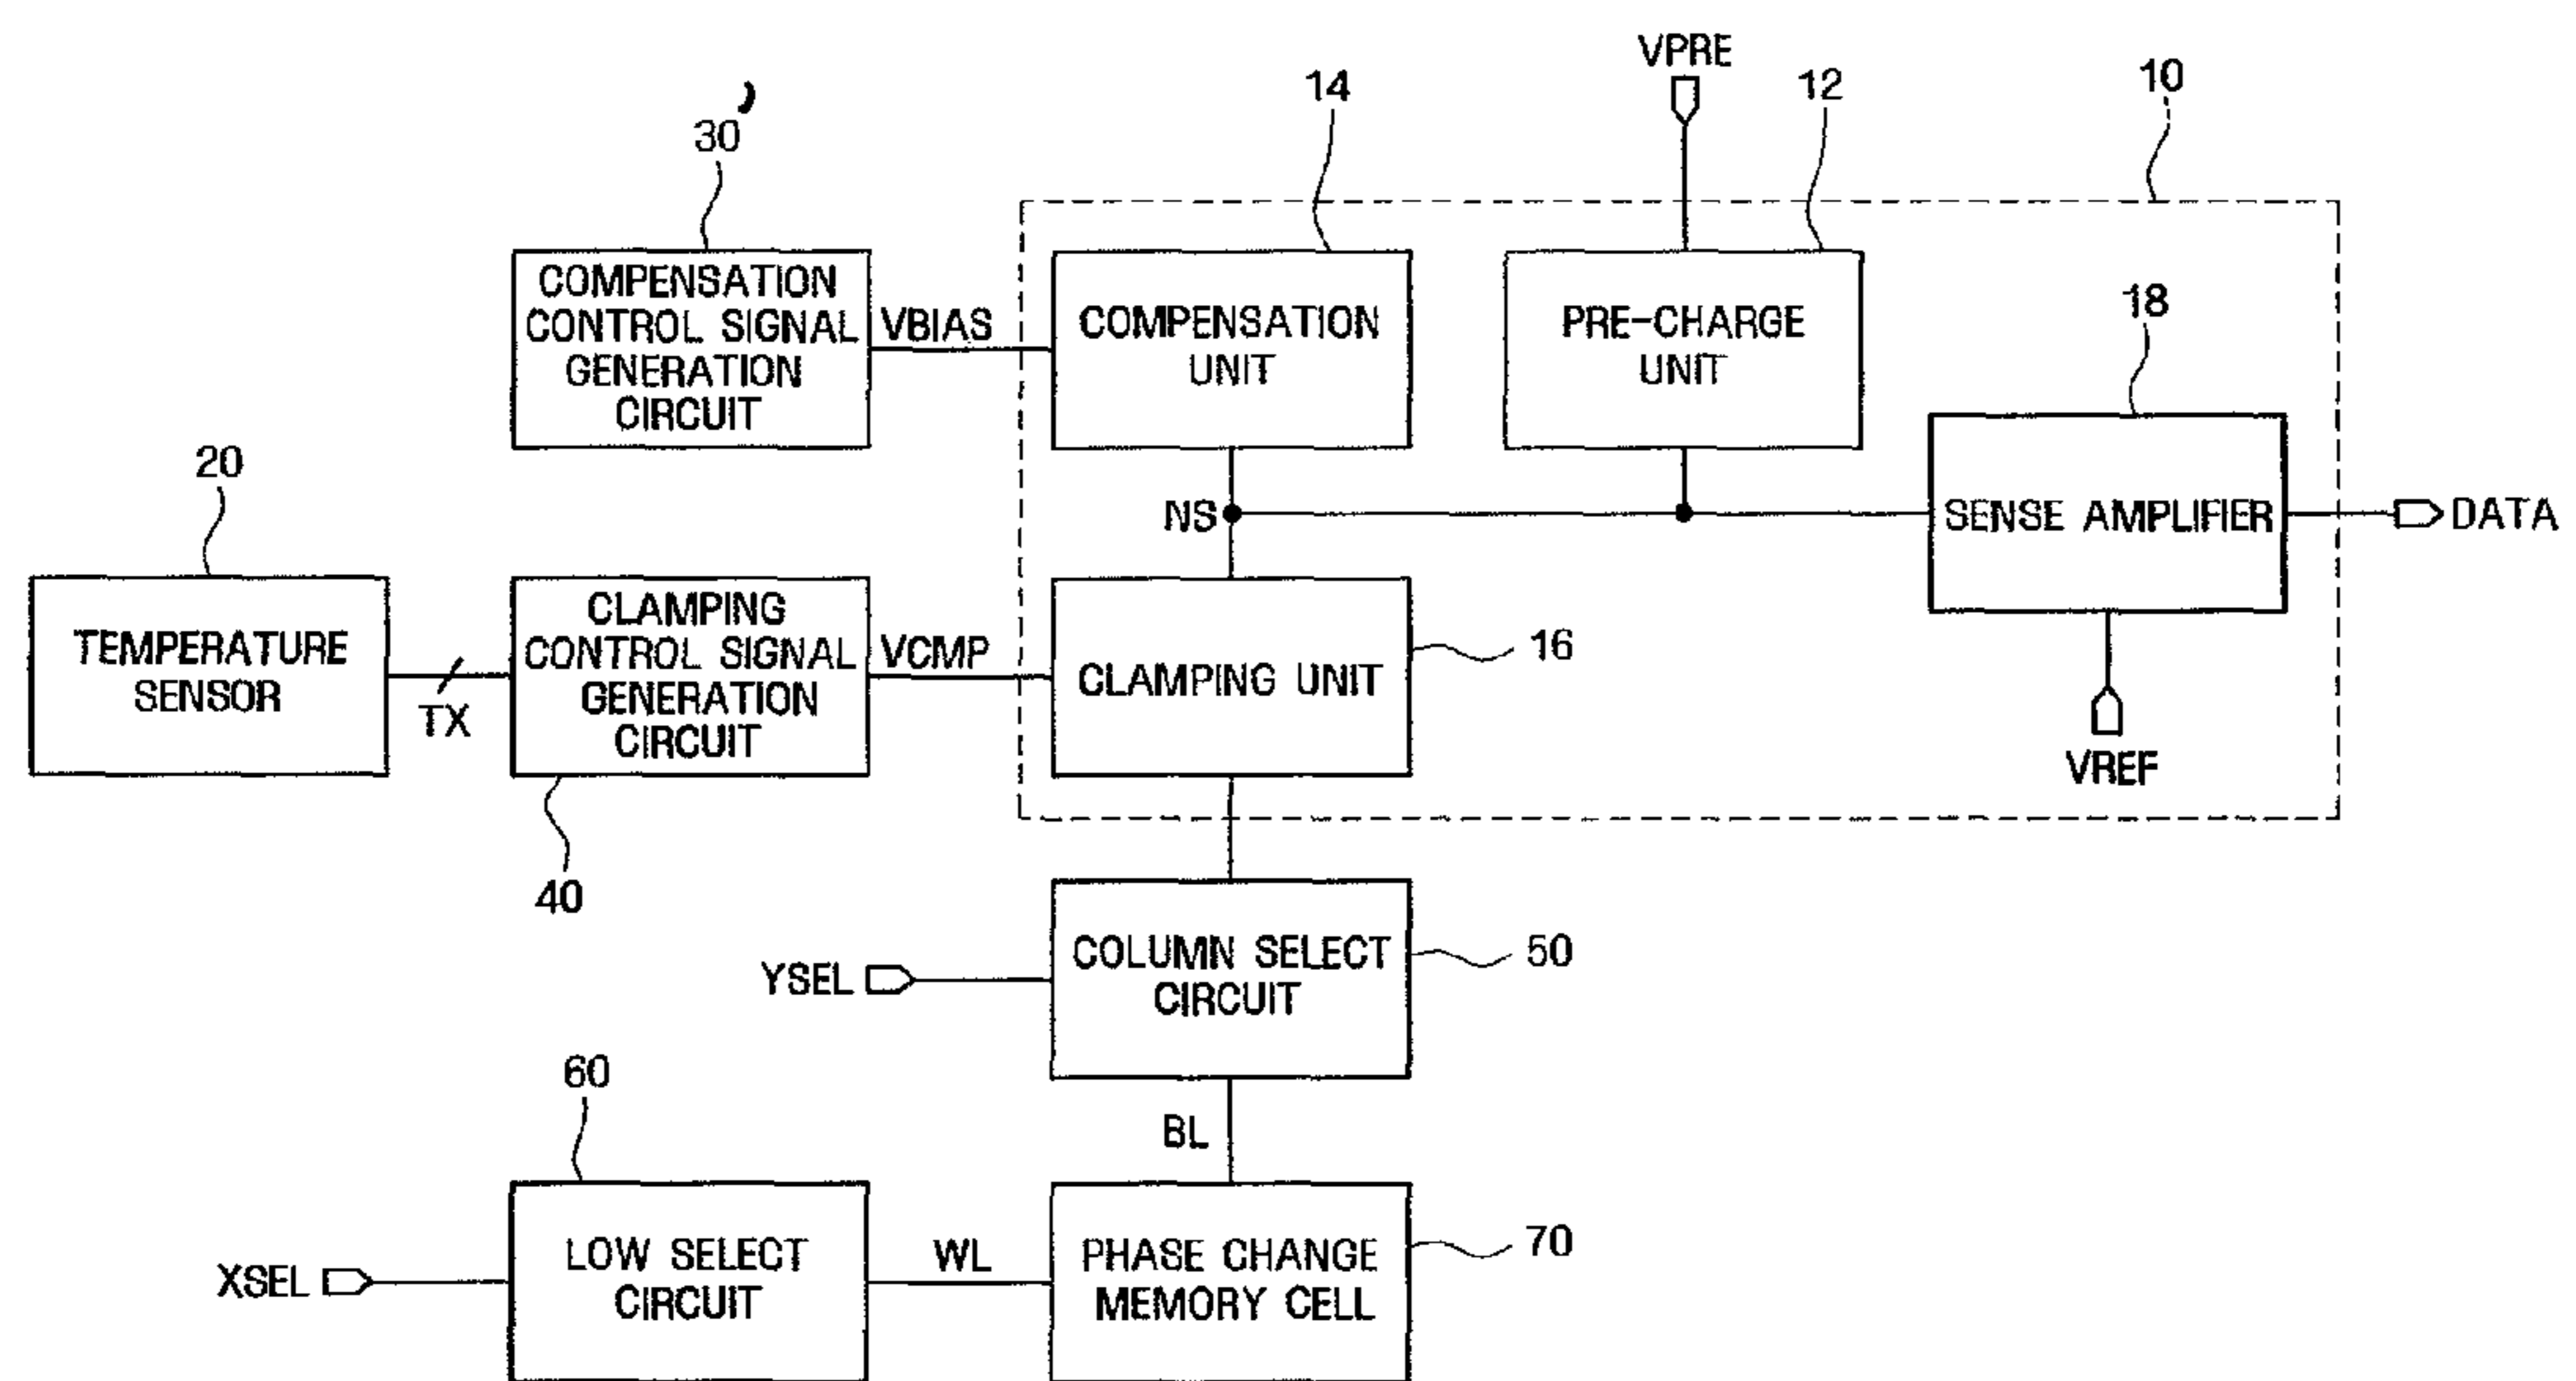 VPRE
14
12
10
30
COMPENSATION
CONTROL SIGNAL
GENERATION
CIRCUIT
VBIAS
COMPENSATION
UNIT
PRE-CHARGE
UNIT
18
20
NS
SENSE AMPLIFIER
DATA
TEMPERATURE
SENSOR
TX
CLAMPING
CONTROL SIGNAL
GENERATION
CIRCUIT
VCMP
CLAMPING UNIT
16
VREF
40
YSEL
COLUMN SELECT
CIRCUIT
50
60
BL
XSEL
LOW SELECT
CIRCUIT
WL
PHASE CHANGE
MEMORY CELL
70